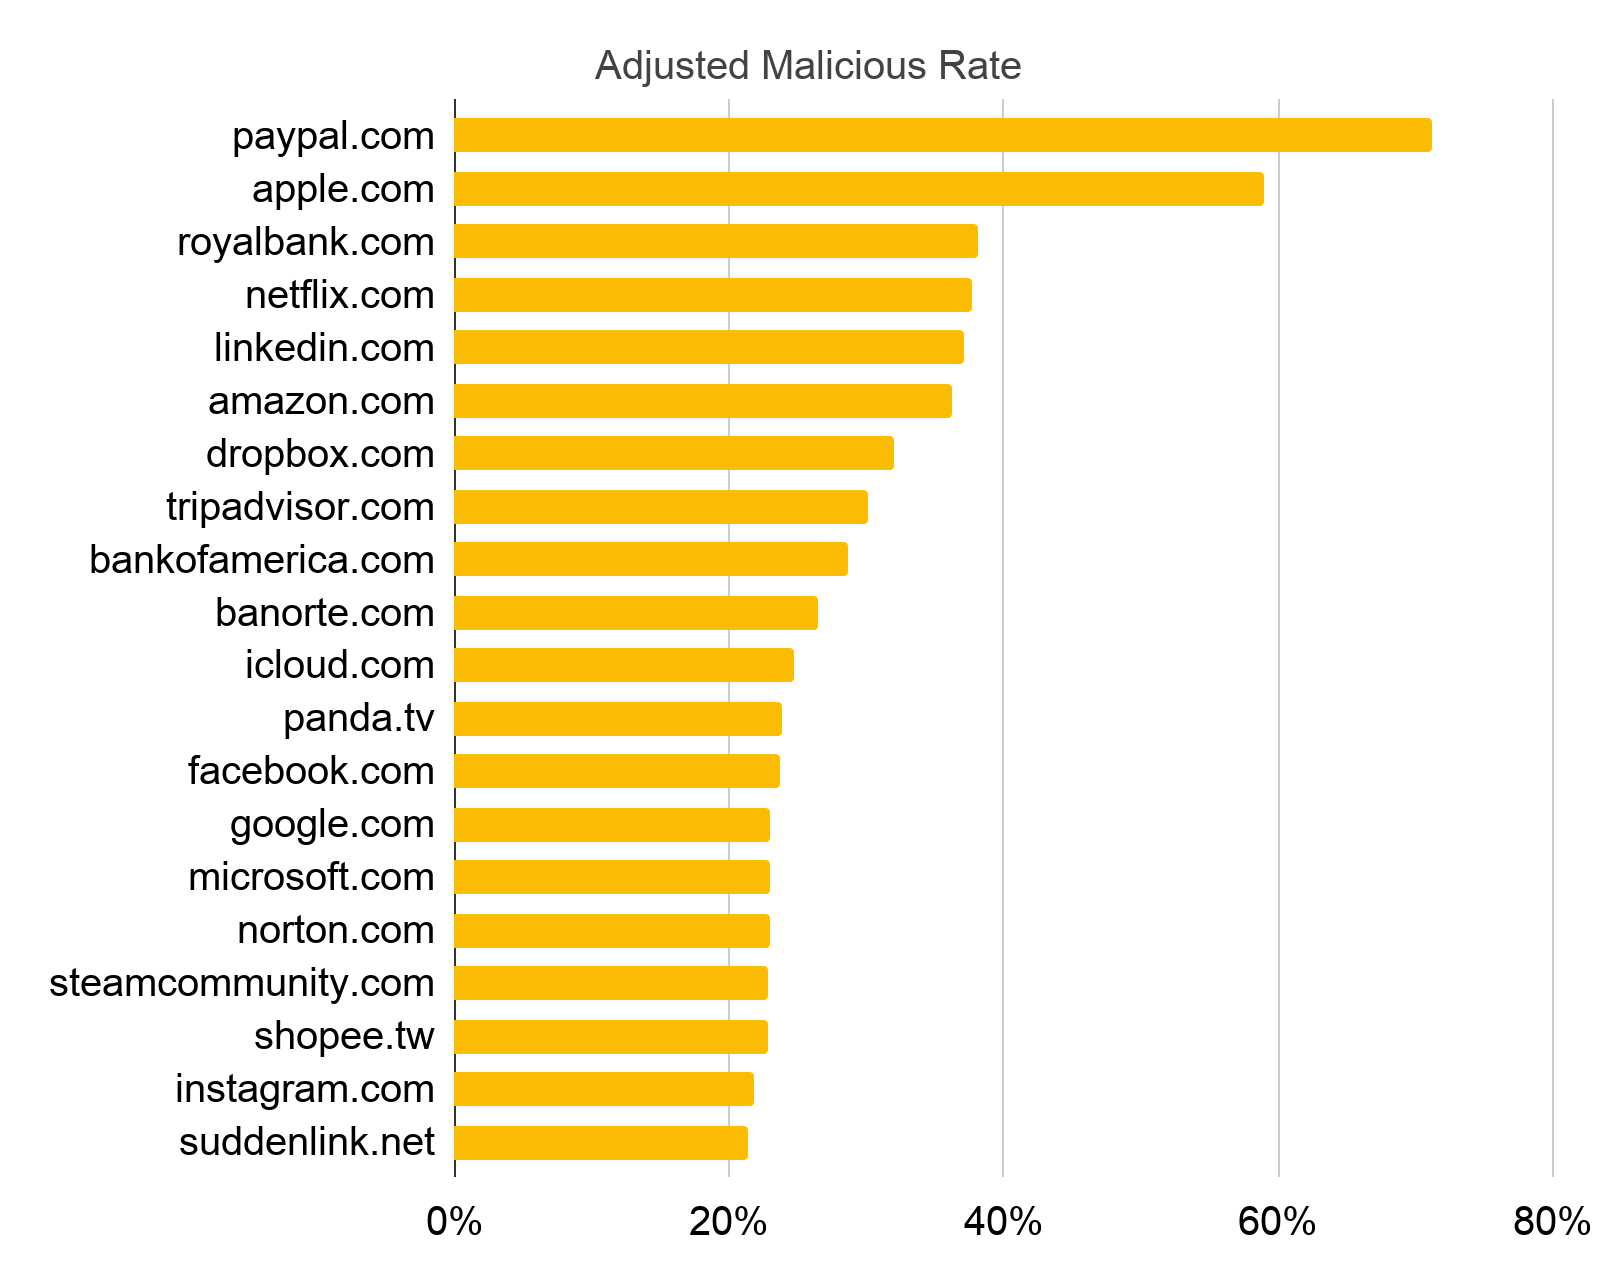 Adjusted Malicious Rate
paypal.com
apple.com
royalbank.com
netflix.com
linkedin.com
amazon.com
dropbox.com
tripadvisor.com
bankofamerica.com
banorte.com
icloud.com
panda.tv
facebook.com
google.com
microsoft.com
norton.com
steamcommunity.com
shopee.tw
instagram.com
suddenlink.net
0% 20% 40% 60% 80%